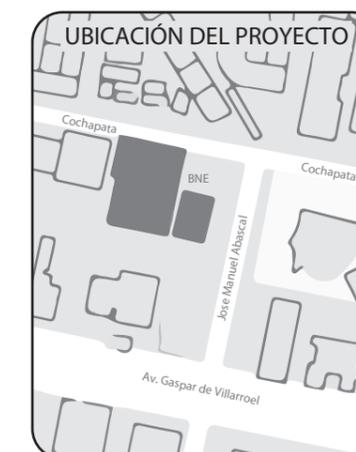 UBICACIÓN DEL PROYECTO
Cochapata
Cochapata
BNE
Jose Manuel Abascal
Av. Gaspar de Villarroel